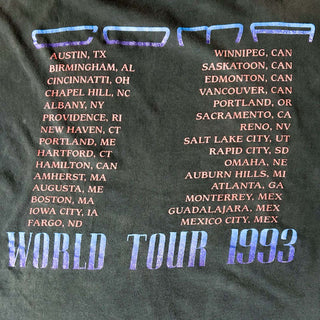 AUSTIN, TX
BIRMINGHAM, AL
CINCINNATTI, OH
CHAPEL HILL, NC
ALBANY, NY
PROVIDENCE, RI
NEW HAVEN, CT
PORTLAND, ME
HARTFORD, CT
HAMILTON, CAN
AMHERST, MA
AUGUSTA, ME
BOSTON, MA
IOWA CITY, IA
FARGO, ND
WINNIPEG, CAN
SASKATOON, CAN
EDMONTON, CAN
VANCOUVER, CAN
PORTLAND, OR
SACRAMENTO, CA
RENO, NV
SALT LAKE CITY, UT
RAPID CITY, SD
OMAHA, NE
AUBURN HILLS, MI
ATLANTA, GA
MONTERREY, MEX
GUADALAJARA, MEX
MEXICO CITY, MEX
WORLD TOUR 1993